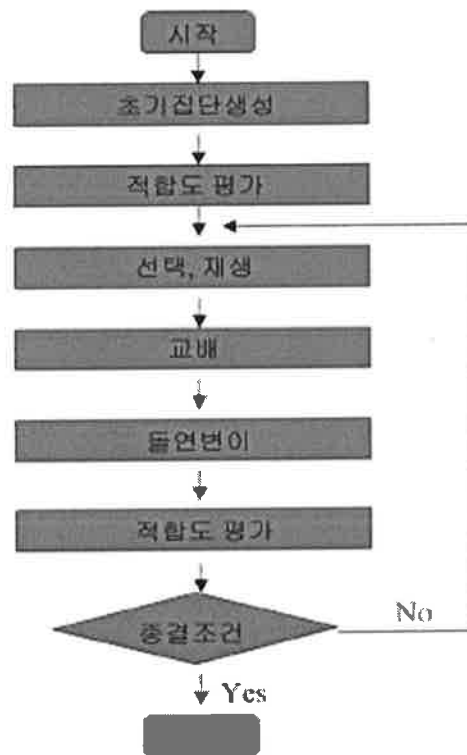 시작
초기집단생성
적합도 평가
선택, 재생
교배
돌연변이
적합도 평가
종결조건
No
Yes